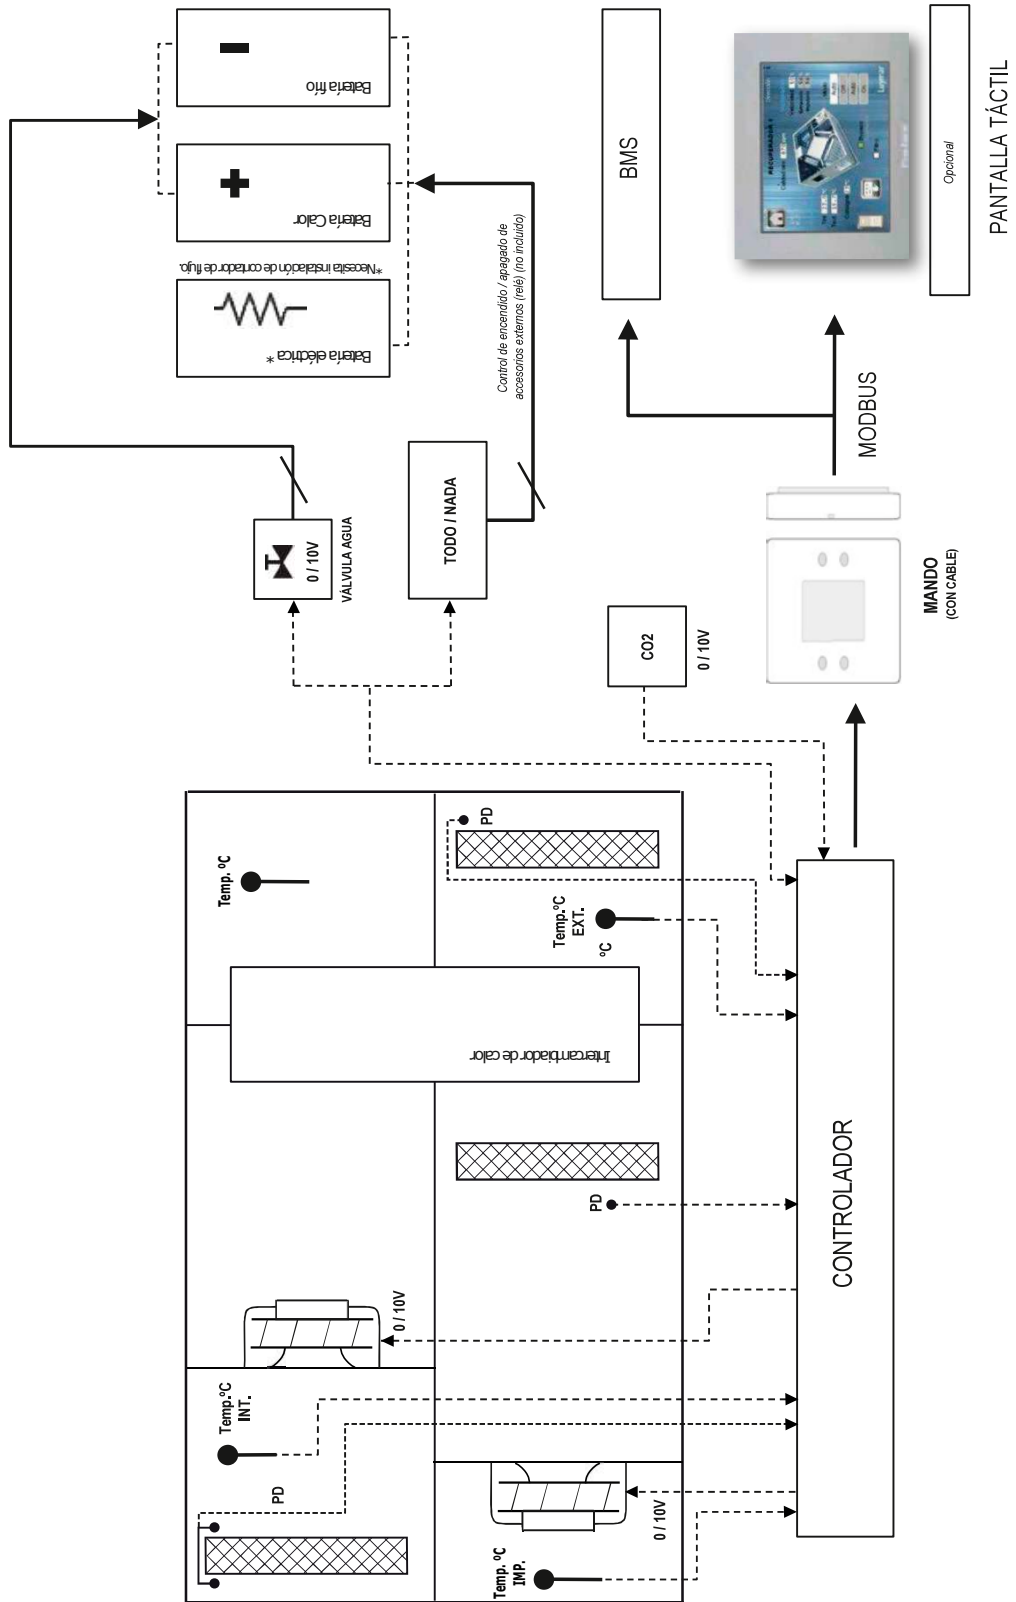 Batería frío
Batería Calor
*Necesita instalación de contador de flujo.
Batería eléctrica *
Control de encendido / apagado de
accesorios externos (relé) (no incluido)
0 / 10V
VÁLVULA AGUA
TODO / NADA
BMS
RECUPERADOR 1
Opcional
PANTALLA TÁCTIL
MODBUS
MANDO
(CON CABLE)
CO2
0 / 10V
Temp. ºC
PD
Temp.ºC
EXT.
ºC
Intercambiador de calor
PD
0 / 10V
Temp.ºC
INT.
PD
0 / 10V
Temp. ºC
IMP.
CONTROLADOR